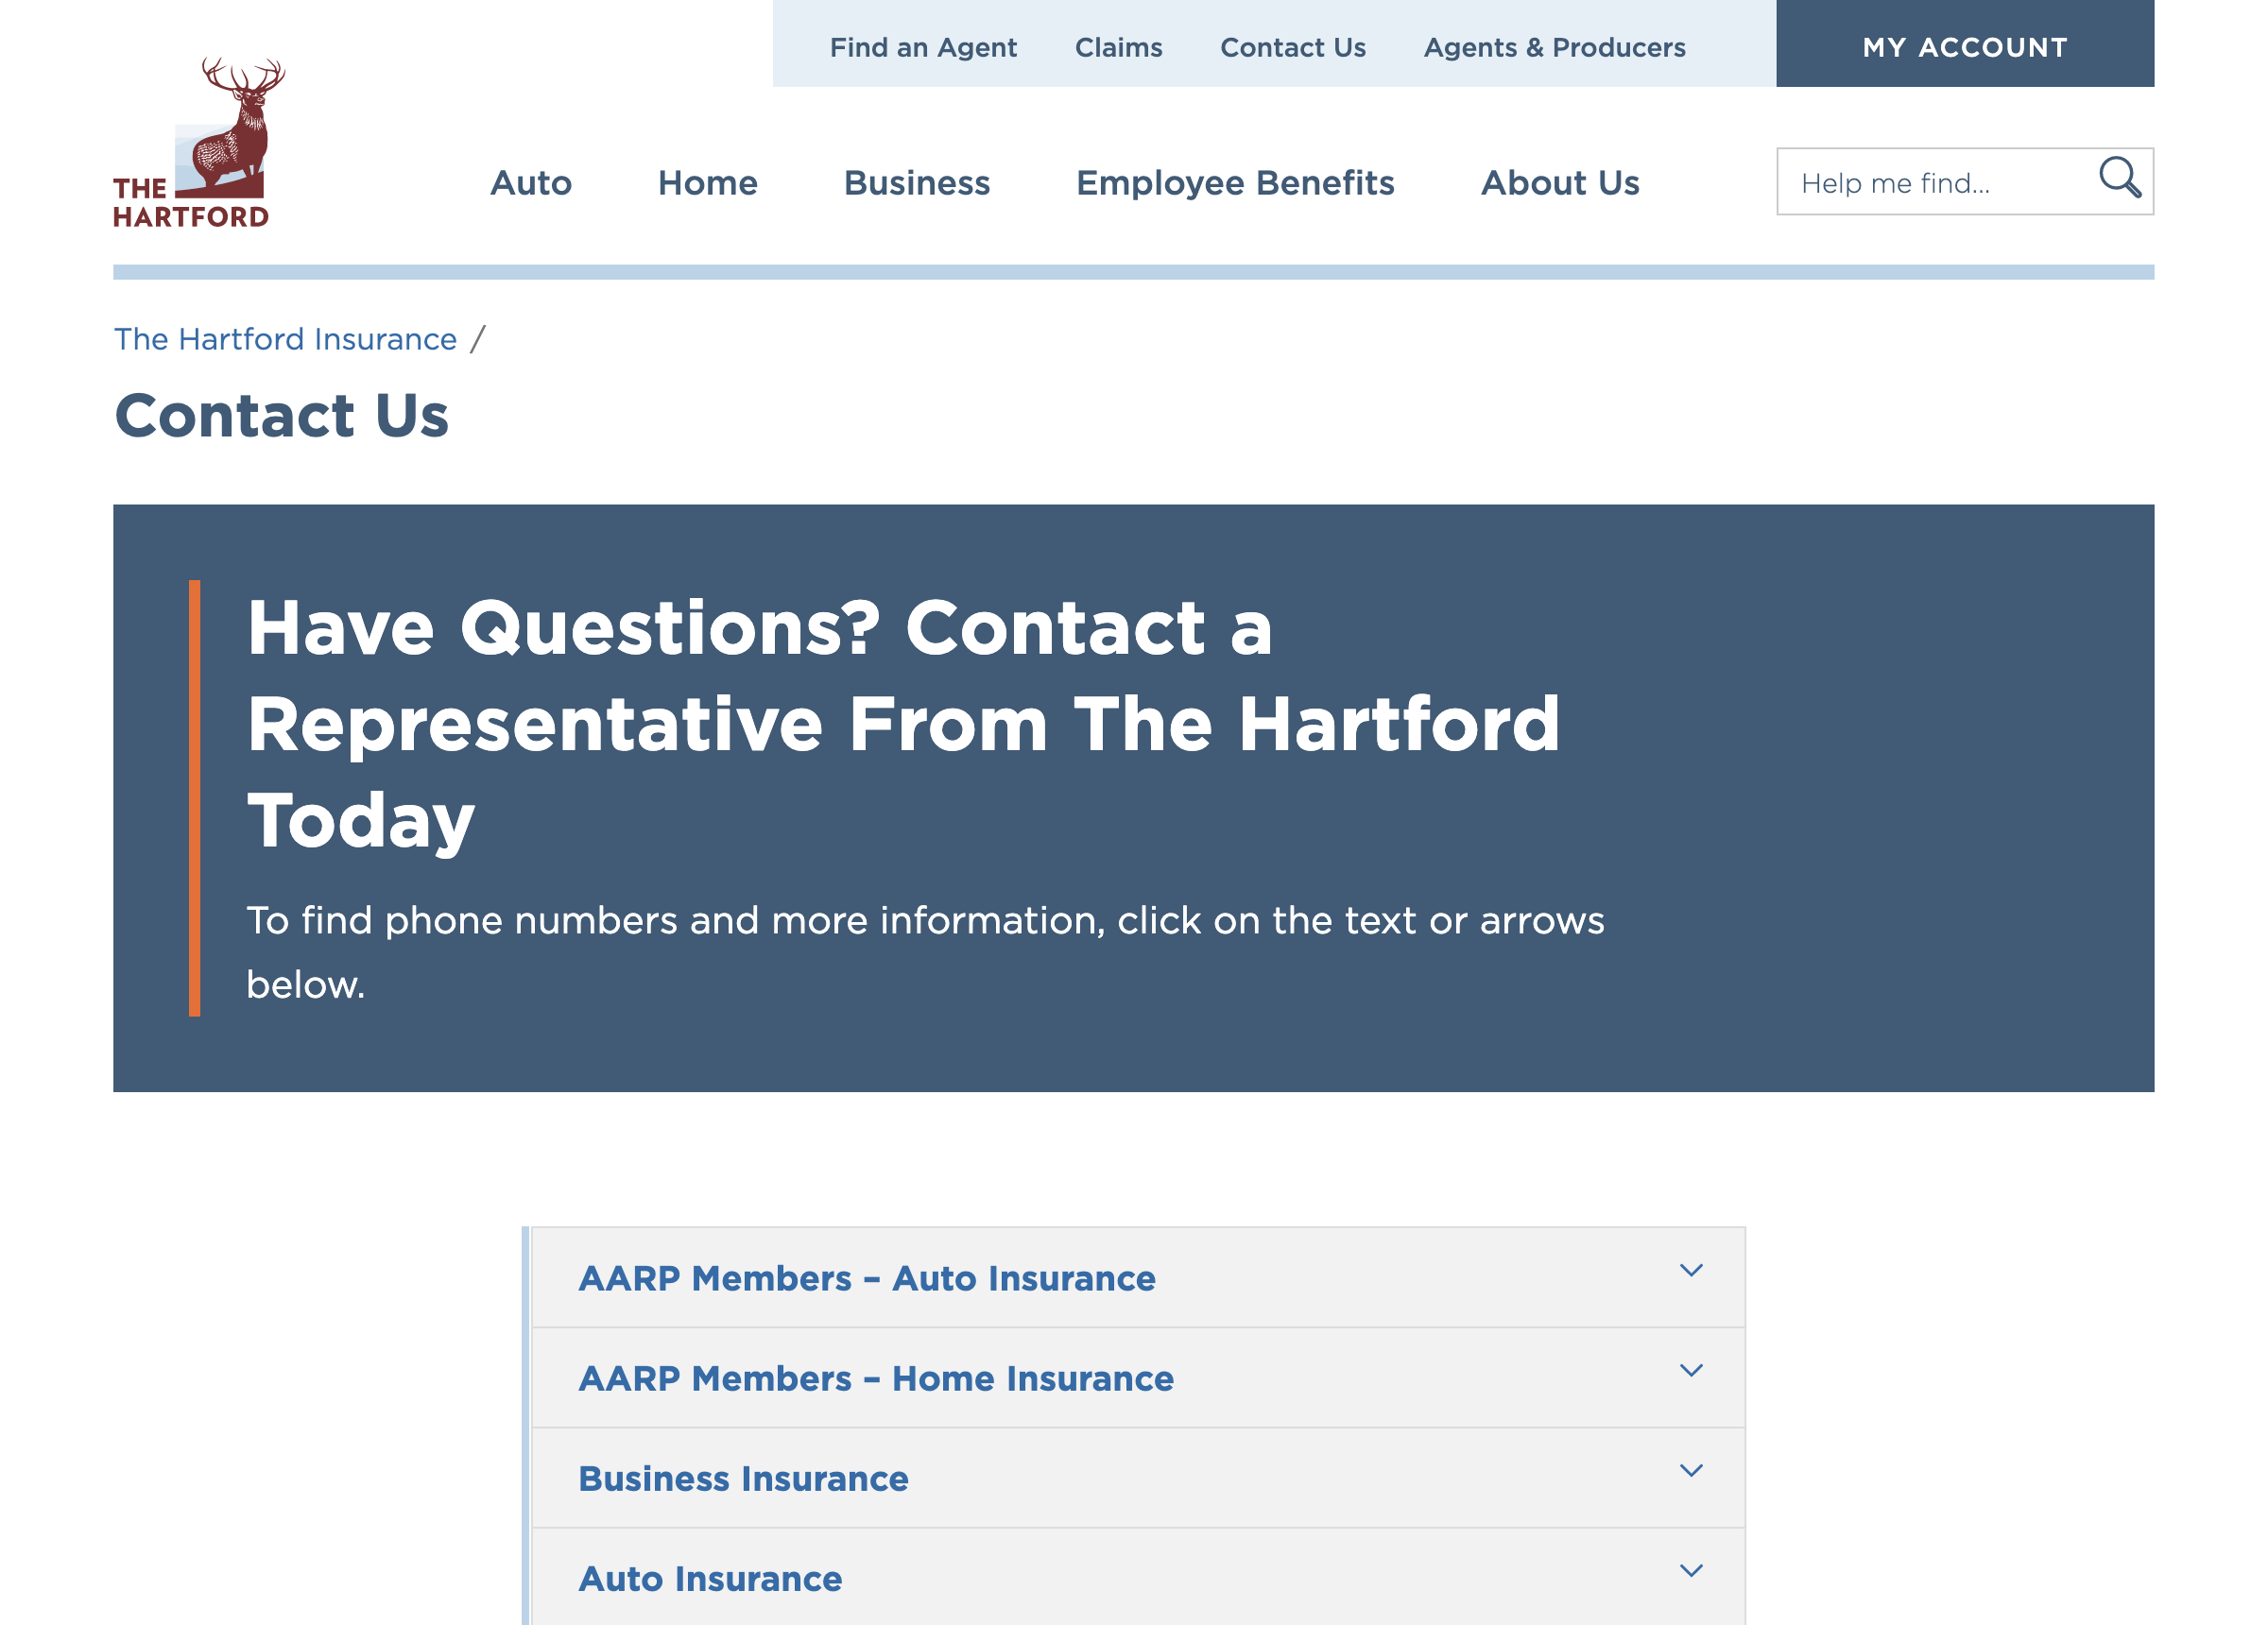 Find an Agent Claims Contact Us Agents & Producers MY ACCOUNT
THE
HARTFORD
Auto Home Business Employee Benefits About Us Help me find...
The Hartford Insurance /
Contact Us
Have Questions? Contact a
Representative From The Hartford
Today
To find phone numbers and more information, click on the text or arrows
below.
AARP Members – Auto Insurance
AARP Members – Home Insurance
Business Insurance
Auto Insurance